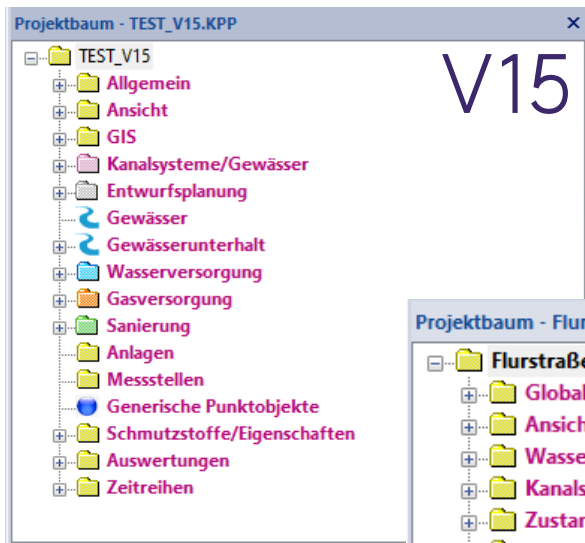 Projektbaum - TEST_V15.KPP
V15
TEST_V15
Allgemein
Ansicht
GIS
Kanalsysteme/Gewässer
Entwurfsplanung
Gewässer
Gewässerunterhalt
Wasserversorgung
Gasversorgung
Sanierung
Anlagen
Messstellen
Generische Punktobjekte
Schmutzstoffe/Eigenschaften
Auswertungen
Zeitreihen
Projektbaum - Flur
Flurstraße
Global
Ansich
Wasse
Kanals
Zustan